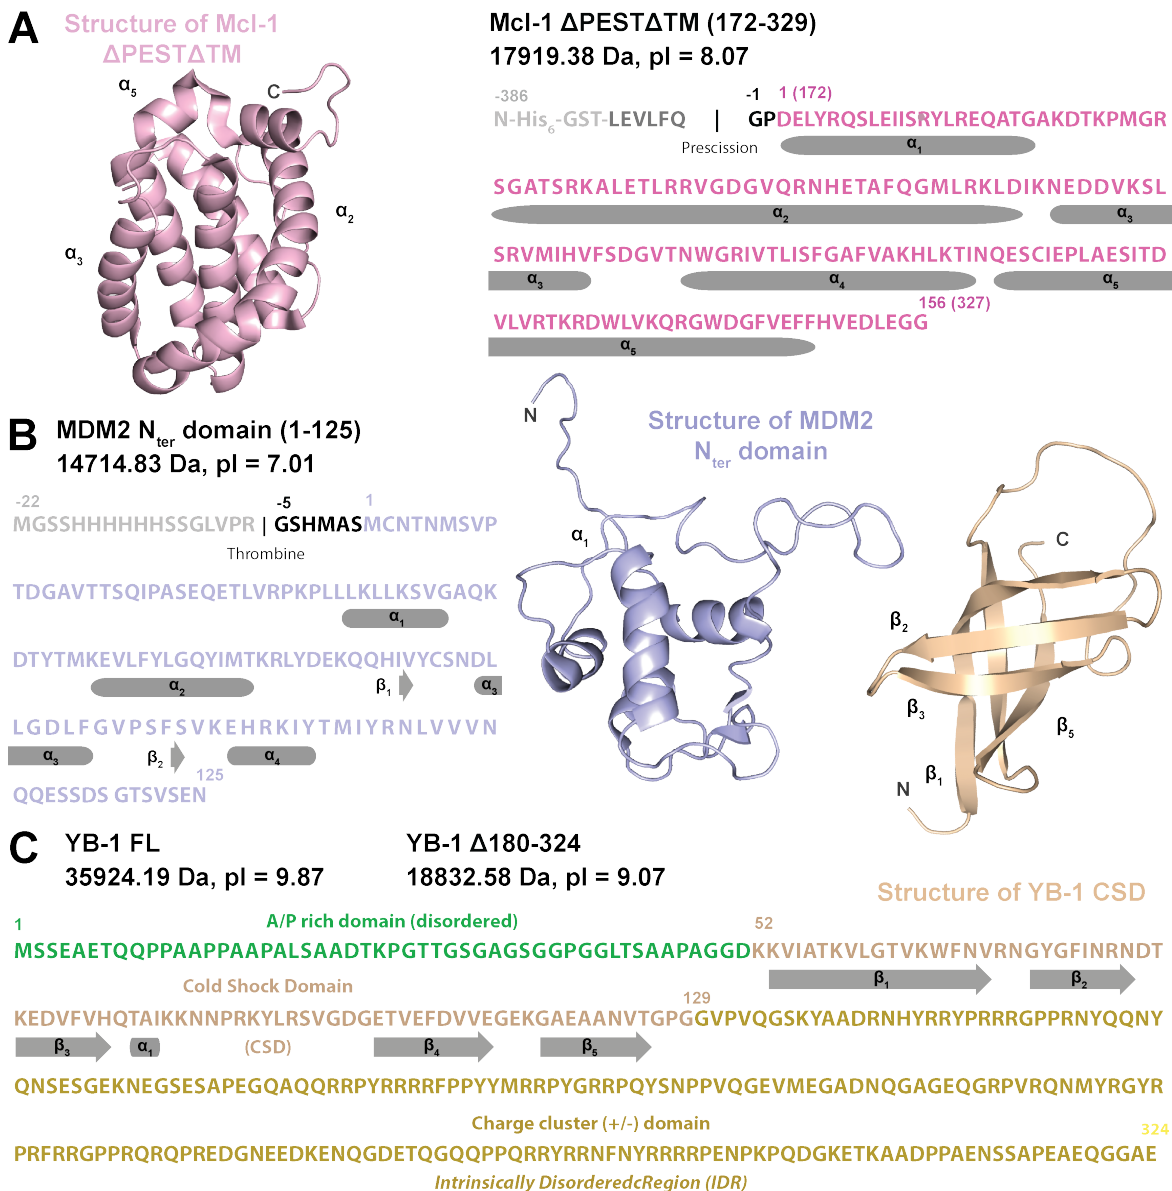 A
Structure of Mcl-1
ΔPESTΔTM
α5
C
α2
α3
Mcl-1 ΔPESTΔTM (172-329)
17919.38 Da, pI = 8.07
-386
-1
1 (172)
N-His6-GST-LEVLFQ | GPDELYRQSLEIISRYLREQATGAKDTKPMGR
Prescission
α1
SGATSRKALETLRRVGDGVQRNHETAFQGMLRKLDIKNEDDVKSL
α2
α3
SRVMIHVFSDGVTNWGRIVTLISFGAFVAKHLKTINQESCIEPLAESITD
α3
α4
α5
156 (327)
VLVRTKRDWLVKQRGWDGFVEFFHVEDLEGG
α5
B
MDM2 Nter domain (1-125)
14714.83 Da, pI = 7.01
-22
-5
1
MGSSHHHHHHSSGLVPR | GSHMASMCNTNMSVP
Thrombine
TDGAVTTSQIPASEQETLVRPKPLLLKLLKSVGAQK
α1
DTYTMKEVLFYLGQYIMTKRLYDEKQQHIVYCSNDL
α2
β1
α3
LGDLFGVPSFSVKEHRKIYTMIYRNLVVVN
α3
β2
α4
125
QQESSDS GTSVSEN
N
Structure of MDM2
Nter domain
α1
C
β2
β3
β5
β1
N
C
YB-1 FL
35924.19 Da, pI = 9.87
YB-1 Δ180-324
18832.58 Da, pI = 9.07
Structure of YB-1 CSD
1
A/P rich domain (disordered)
52
MSSEAETQQPPAAPPAAPALSAADTKPGTTGSGAGSGGPGGLTSAAPAGGDKKVIATKVLGTVKWFNVRNGYGFINRNDT
β1
β2
Cold Shock Domain
129
KEDVFVHQTAIKKNNPRKYLRSVGDGETVEFDVVEGEKGAEAANVTGPGGVPVQGSKYAADRNHYRRYPRRRGPPRNYQQNY
β3
α1
(CSD)
β4
β5
QNSESGEKNEGSESAPEGQAQQRRPYRRRRFPPYYMRRPYGRRPQYSNPPVQGEVMEGADNQGAGEQGRPVRQNMYRGYR
Charge cluster (+/-) domain
324
PRFRRGPPRQRQPREDGNEEDKENQGDETQGQQPPQRRYRRNFNYRRRRPENPKPQDGKETKAADPPAENSSAPEAEQGGAE
Intrinsically DisorderedcRegion (IDR)